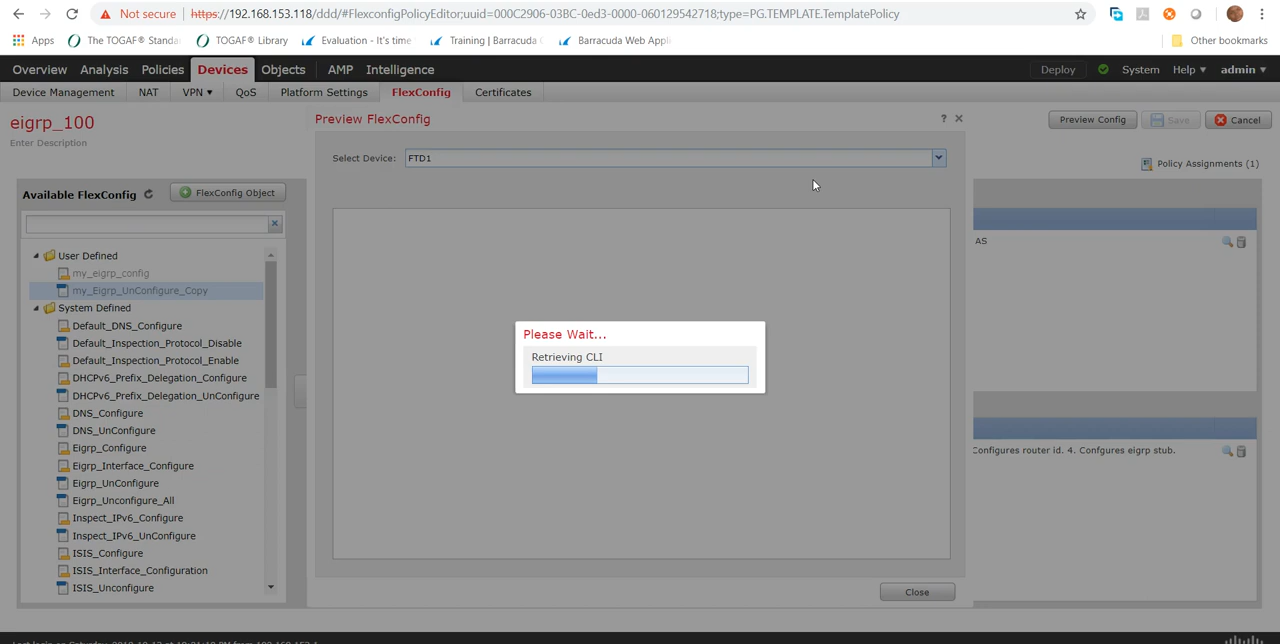 Not secure | https://192.168.153.118/ddd/#FlexconfigPolicyEditor;uuid=000C2906-03BC-0ed3-0000-060129542718;type=PG.TEMPLATE.TemplatePolicy
Apps The TOGAF® Standa TOGAF® Library Evaluation - It's time Training | Barracuda Barracuda Web Appli Other bookmarks
Overview Analysis Policies Devices Objects AMP Intelligence Deploy System Help ▾ admin ▾
Device Management NAT VPN ▾ QoS Platform Settings FlexConfig Certificates
eigrp_100
Enter Description
Preview FlexConfig
Preview Config Save Cancel
Select Device: FTD1
Policy Assignments (1)
Available FlexConfig FlexConfig Object
User Defined
my_eigrp_config
my_Eigrp_UnConfigure_Copy
System Defined
Default_DNS_Configure
Default_Inspection_Protocol_Disable
Default_Inspection_Protocol_Enable
DHCPv6_Prefix_Delegation_Configure
DHCPv6_Prefix_Delegation_UnConfigure
DNS_Configure
DNS_UnConfigure
Eigrp_Configure
Eigrp_Interface_Configure
Eigrp_UnConfigure
Eigrp_Unconfigure_All
Inspect_IPv6_Configure
Inspect_IPv6_UnConfigure
ISIS_Configure
ISIS_Interface_Configuration
ISIS_Unconfigure
Please Wait...
Retrieving CLI
AS
Configures router id. 4. Confgures eigrp stub.
Close